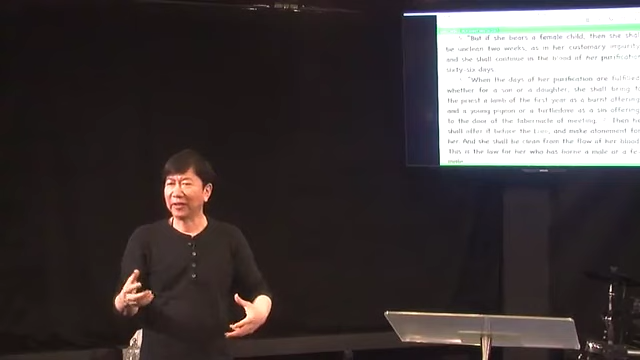 "But if she bears a female child, then she shall
be unclean two weeks, as in her customary impurity,
and she shall continue in the blood of her purification
sixty-six days.
"When the days of her purification are fulfilled,
whether for a son or a daughter, she shall bring to
the priest a lamb of the first year as a burnt offering,
and a young pigeon or a turtledove as a sin offering,
to the door of the tabernacle of meeting. Then he
shall offer it before the LORD, and make atonement for
her. And she shall be clean from the flow of her blood.
This is the law for her who has borne a male or a fe